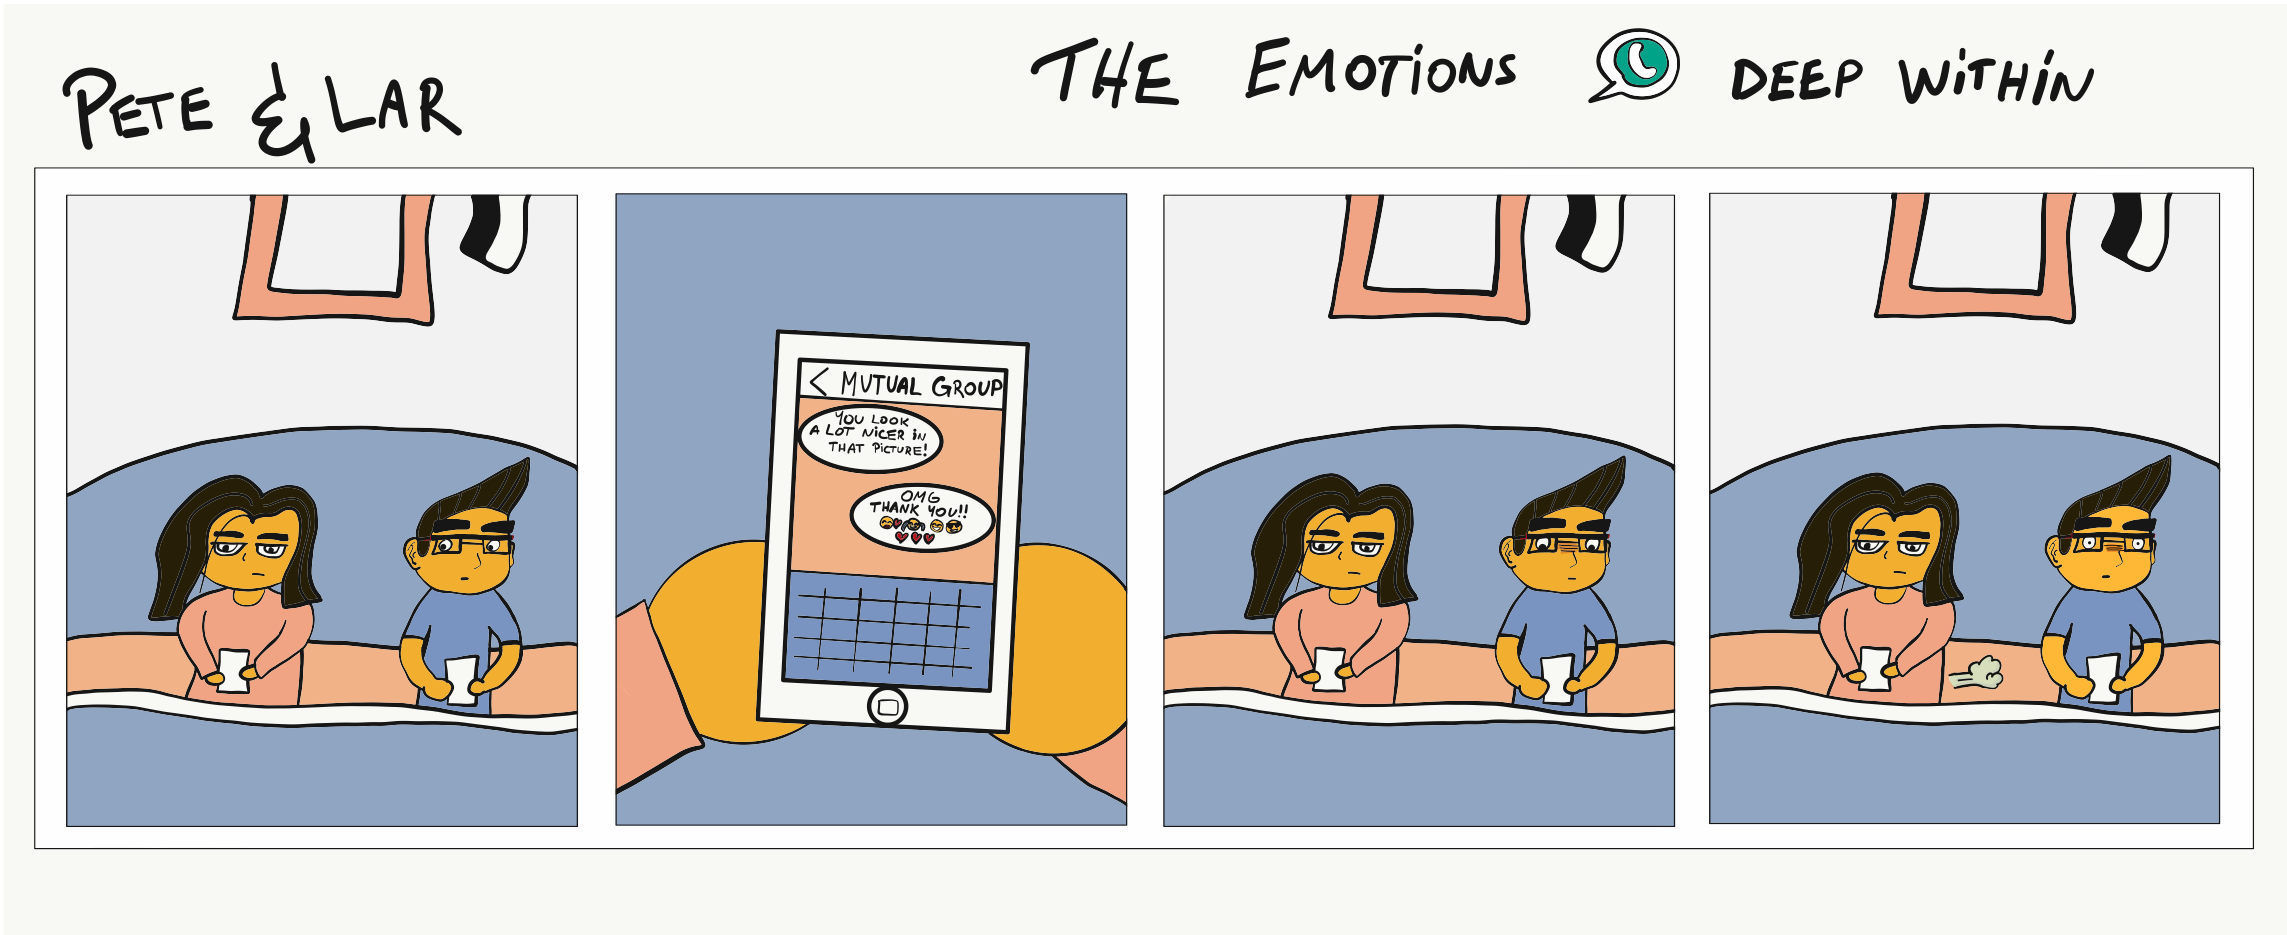 PETE & LAR
THE EMOTIONS DEEP WITHIN
< MUTUAL GROUP
YOU LOOK
A LOT NICER IN
THAT PICTURE!
OMG
THANK YOU!!